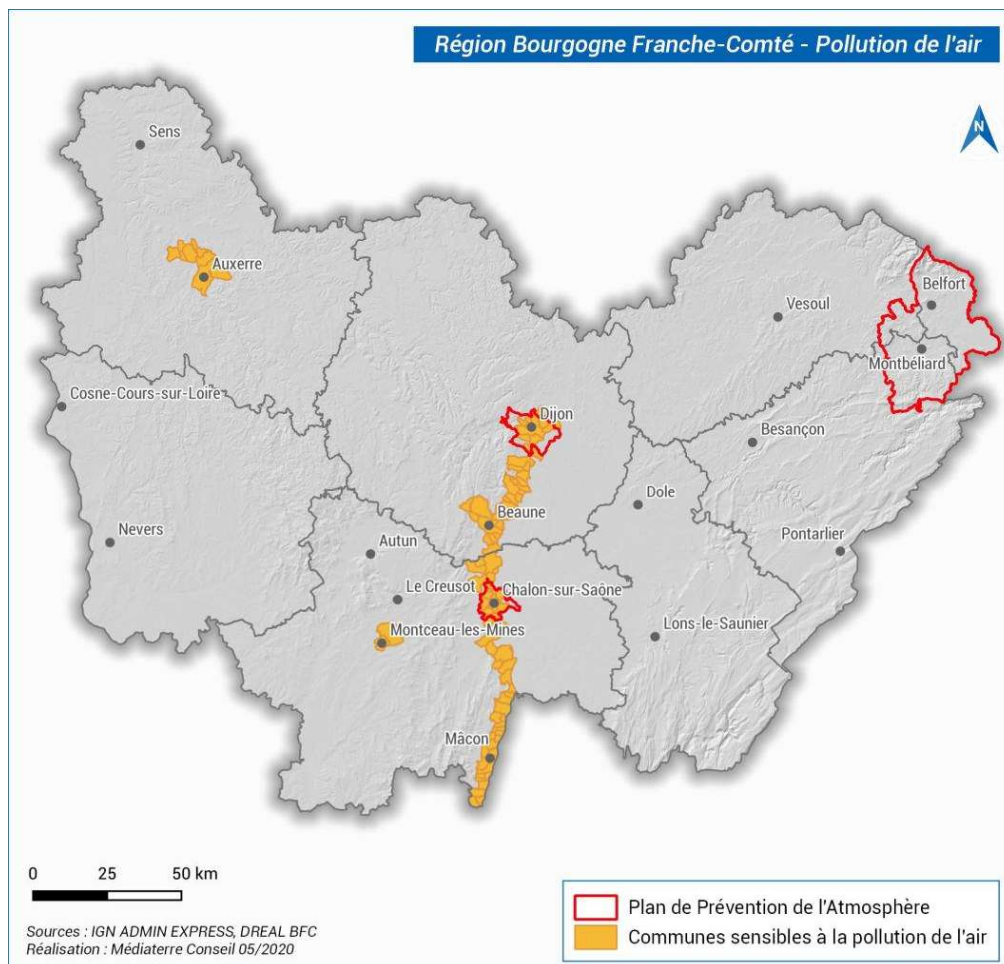 Région Bourgogne Franche-Comté - Pollution de l'air
N
Sens
Auxerre
Belfort
Vesoul
Montbéliard
Cosne-Cours-sur-Loire
Dijon
Besançon
Dole
Nevers
Beaune
Autun
Pontarlier
Le Creusot
Chalon-sur-Saône
Montceau-les-Mines
Lons-le-Saunier
Mâcon
0 25 50 km
Plan de Prévention de l'Atmosphère
Communes sensibles à la pollution de l'air
Sources : IGN ADMIN EXPRESS, DREAL BFC
Réalisation : Médiaterre Conseil 05/2020